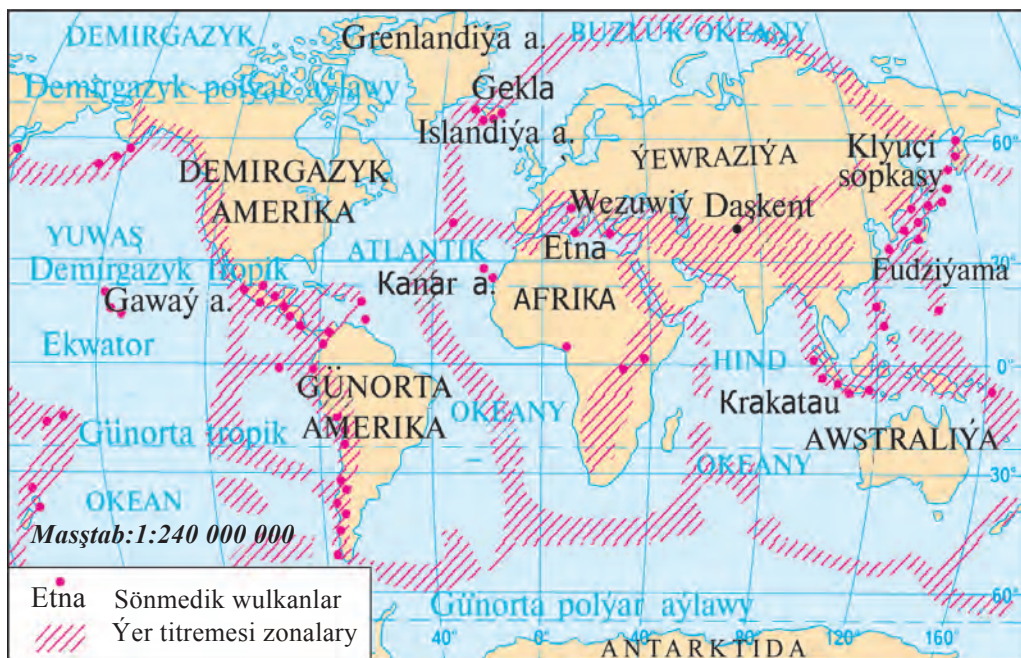 DEMIRGAZYK
Grenlandiýa a.
BUZLUK OKEANY
Demirgazyk polýar aýlawy
Gekla
Islandiýa a.
60°
DEMIRGAZYK
AMERIKA
ÝEWRAZIÝA
Klýuçi
sopkasy
Wezuwiý
Daşkent
YUWAŞ
ATLANTIK
Etna
30°
Demirgazyk tropik
Kanar a.
AFRIKA
Fudziýama
Gawaý a.
Ekwator
HIND
0°
GÜNORTA
AMERIKA
OKEANY
Krakatau
Günorta tropik
AWSTRALIÝA
OKEANY
30°
OKEAN
Masştab:1:240 000 000
Etna Sönmedik wulkanlar
Ýer titremesi zonalary
Günorta polýar aýlawy
60°
40° 0° 40° 80° 120° 160°
ANTARKTIDA